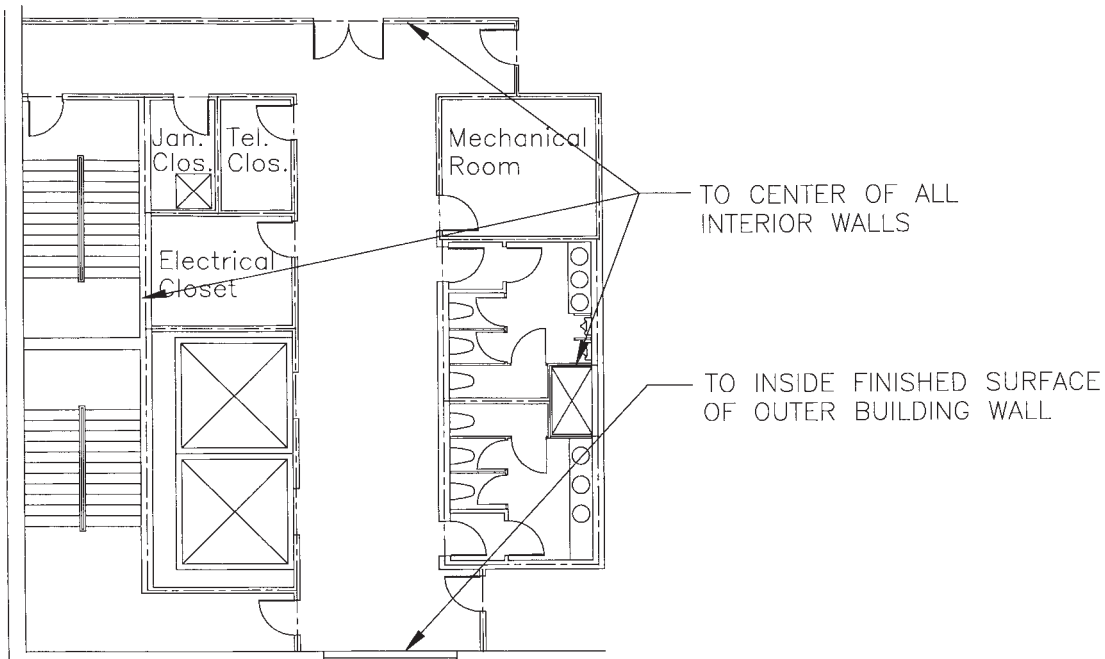 Jan.
Clos.
Tel.
Clos.
Mechanical
Room
TO CENTER OF ALL
INTERIOR WALLS
Electrical
Closet
TO INSIDE FINISHED SURFACE
OF OUTER BUILDING WALL